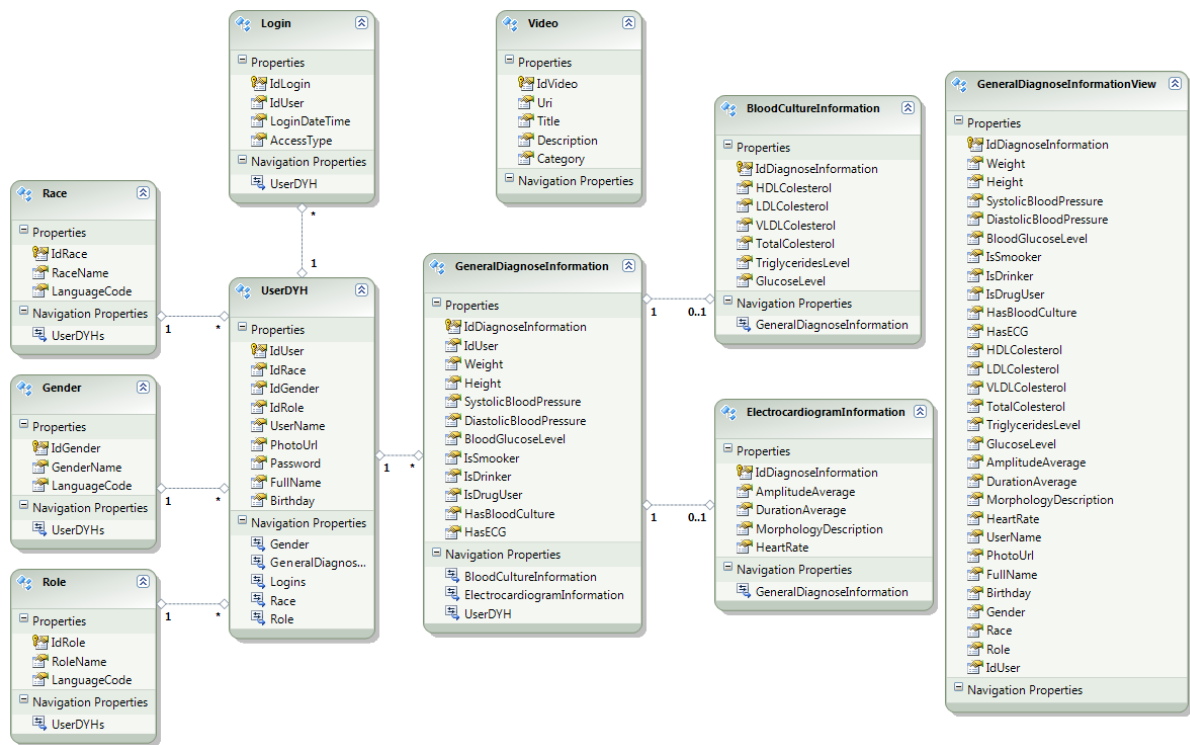 Login
Properties
IdLogin
IdUser
LoginDateTime
AccessType
Navigation Properties
UserDYH
Video
Properties
IdVideo
Uri
Title
Description
Category
Navigation Properties
Race
Properties
IdRace
RaceName
LanguageCode
Navigation Properties
UserDYHs
Gender
Properties
IdGender
GenderName
LanguageCode
Navigation Properties
UserDYHs
Role
Properties
IdRole
RoleName
LanguageCode
Navigation Properties
UserDYHs
*
1
1 *
1 *
1 *
UserDYH
Properties
IdUser
IdRace
IdGender
IdRole
UserName
PhotoUrl
Password
FullName
Birthday
Navigation Properties
Gender
GeneralDiagnos...
Logins
Race
Role
1 *
GeneralDiagnoseInformation
Properties
IdDiagnoseInformation
IdUser
Weight
Height
SystolicBloodPressure
DiastolicBloodPressure
BloodGlucoseLevel
IsSmooker
IsDrinker
IsDrugUser
HasBloodCulture
HasECG
Navigation Properties
BloodCultureInformation
ElectrocardiogramInformation
UserDYH
1 0..1
1 0..1
BloodCultureInformation
Properties
IdDiagnoseInformation
HDLColesterol
LDLColesterol
VLDLColesterol
TotalColesterol
TriglyceridesLevel
GlucoseLevel
Navigation Properties
GeneralDiagnoseInformation
ElectrocardiogramInformation
Properties
IdDiagnoseInformation
AmplitudeAverage
DurationAverage
MorphologyDescription
HeartRate
Navigation Properties
GeneralDiagnoseInformation
GeneralDiagnoseInformationView
Properties
IdDiagnoseInformation
Weight
Height
SystolicBloodPressure
DiastolicBloodPressure
BloodGlucoseLevel
IsSmooker
IsDrinker
IsDrugUser
HasBloodCulture
HasECG
HDLColesterol
LDLColesterol
VLDLColesterol
TotalColesterol
TriglyceridesLevel
GlucoseLevel
AmplitudeAverage
DurationAverage
MorphologyDescription
HeartRate
UserName
PhotoUrl
FullName
Birthday
Gender
Race
Role
IdUser
Navigation Properties